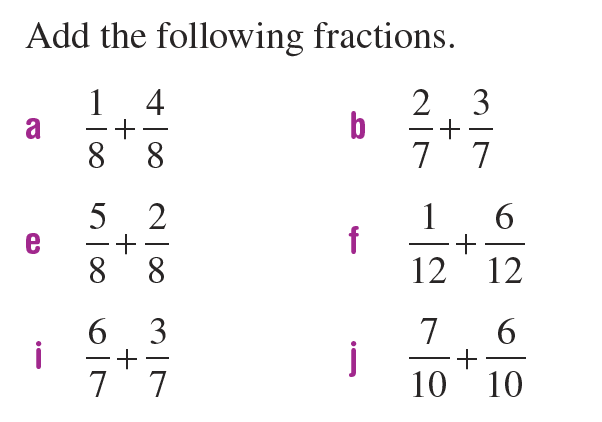 Add the following fractions.
a 1/8 + 4/8 b 2/7 + 3/7
e 5/8 + 2/8 f 1/12 + 6/12
i 6/7 + 3/7 j 7/10 + 6/10